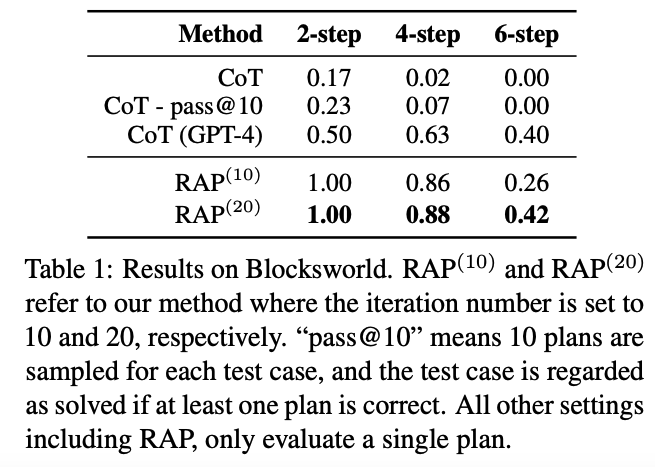 Method 2-step 4-step 6-step
CoT 0.17 0.02 0.00
CoT - pass@10 0.23 0.07 0.00
CoT (GPT-4) 0.50 0.63 0.40
RAP(10) 1.00 0.86 0.26
RAP(20) 1.00 0.88 0.42
Table 1: Results on Blocksworld. RAP(10) and RAP(20)
refer to our method where the iteration number is set to
10 and 20, respectively. “pass@10” means 10 plans are
sampled for each test case, and the test case is regarded
as solved if at least one plan is correct. All other settings
including RAP, only evaluate a single plan.